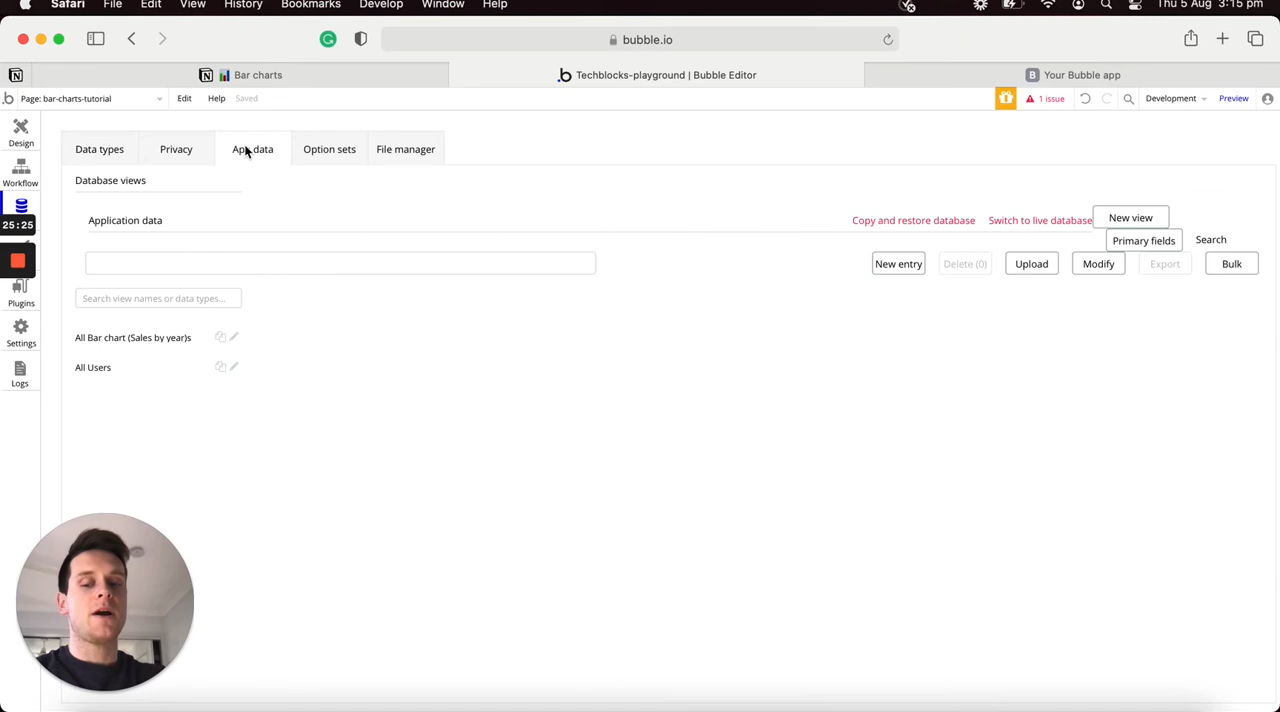 Safari File Edit View History Bookmarks Develop Window Help Thu 5 Aug 3:15 pm
bubble.io
Bar charts
Techblocks-playground | Bubble Editor
Your Bubble app
Page: bar-charts-tutorial Edit Help Saved 1 issue Development Preview
Design
Workflow
25:25
Plugins
Settings
Logs
Data types Privacy App data Option sets File manager
Database views
Application data Copy and restore database Switch to live database New view
Primary fields Search
New entry Delete (0) Upload Modify Export Bulk
Search view names or data types...
All Bar chart (Sales by year)s
All Users